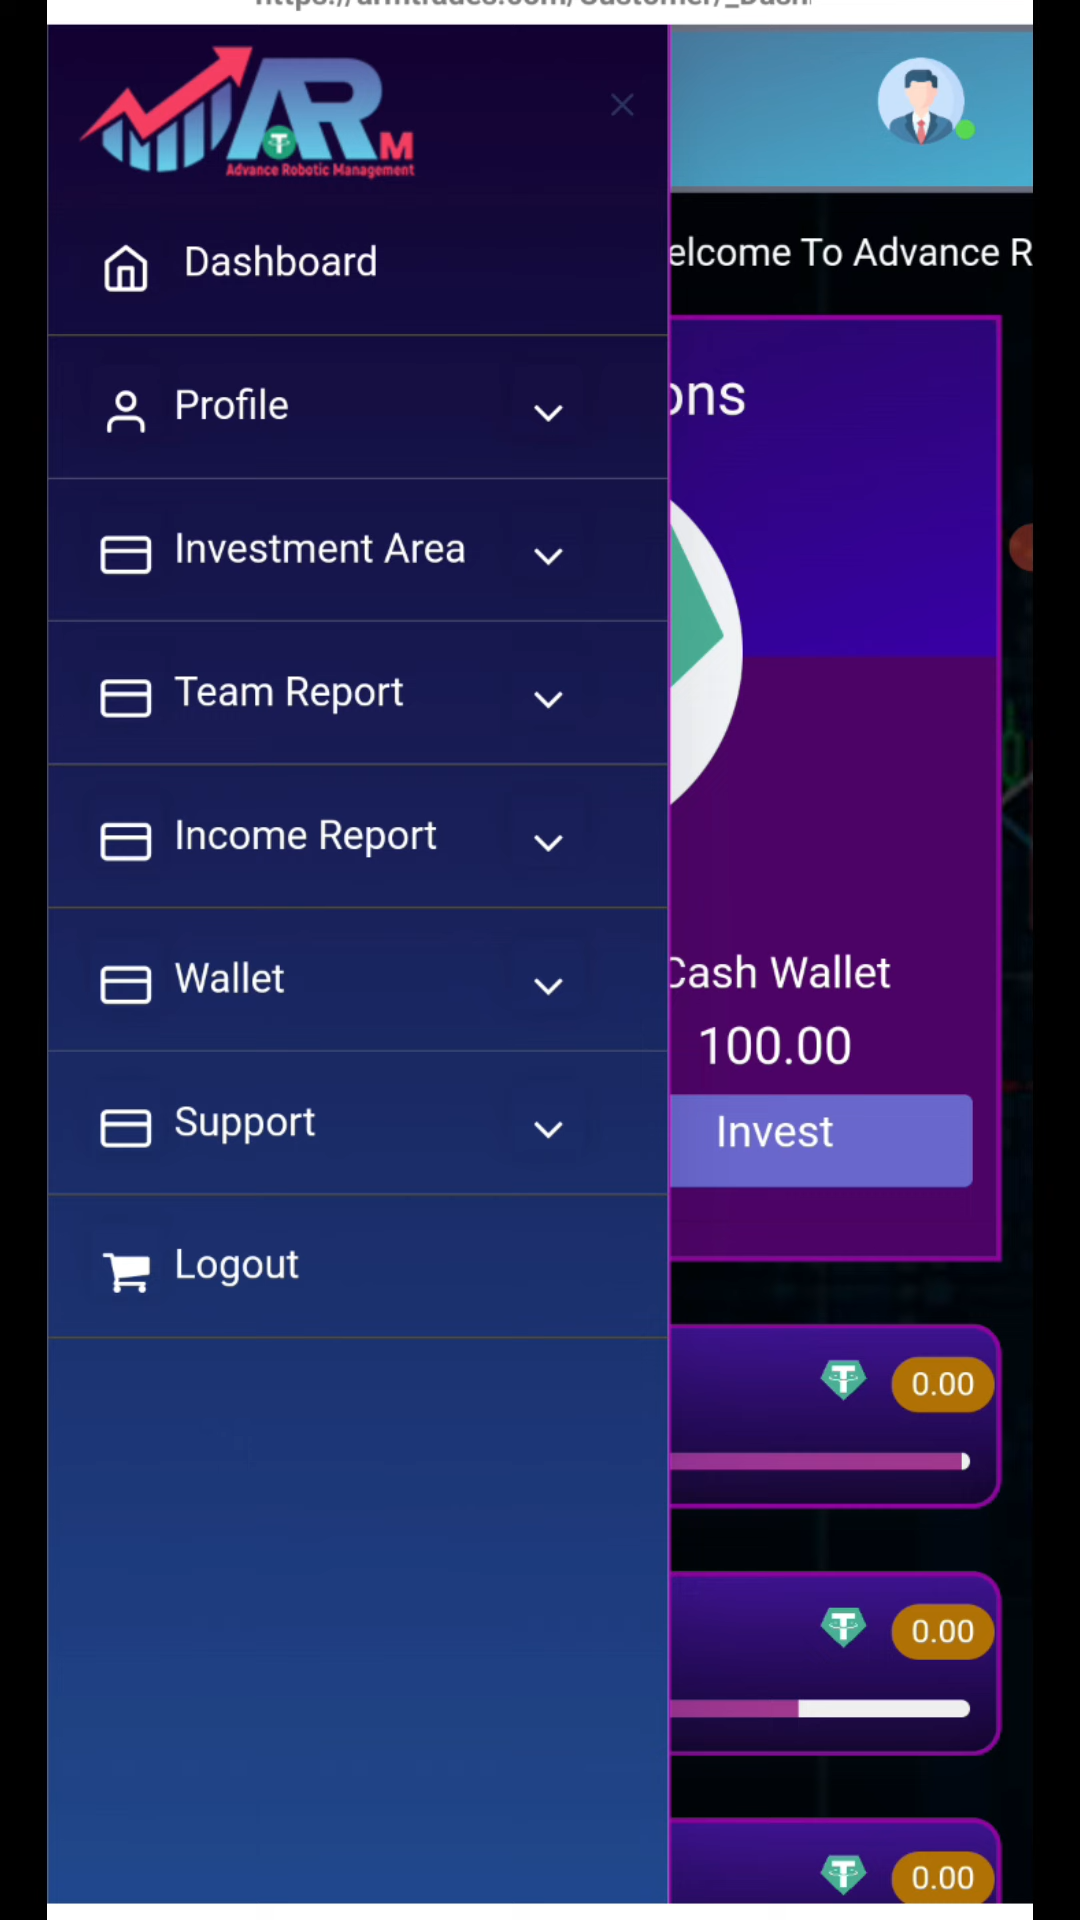 ARM
Advance Robotic Management
Dashboard
elcome To Advance R
Profile
ons
Investment Area
Team Report
Income Report
Wallet
Cash Wallet
100.00
Support
Invest
Logout
0.00
0.00
0.00